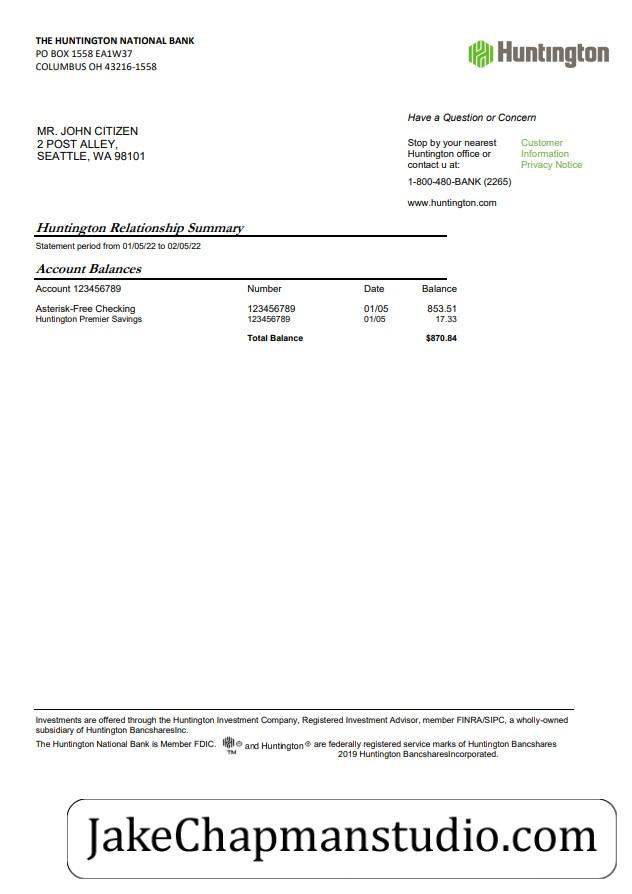 THE HUNTINGTON NATIONAL BANK
PO BOX 1558 EA1W37
COLUMBUS OH 43216-1558
Huntington
Have a Question or Concern
MR. JOHN CITIZEN
2 POST ALLEY,
SEATTLE, WA 98101
Stop by your nearest
Huntington office or
contact u at:
Customer
Information
Privacy Notice
1-800-480-BANK (2265)
www.huntington.com
Huntington Relationship Summary
Statement period from 01/05/22 to 02/05/22
Account Balances
Account 123456789 Number Date Balance
Asterisk-Free Checking 123456789 01/05 853.51
Huntington Premier Savings 123456789 01/05 17.33
Total Balance $870.84
Investments are offered through the Huntington Investment Company, Registered Investment Advisor, member FINRA/SIPC, a wholly-owned
subsidiary of Huntington BancsharesInc.
The Huntington National Bank is Member FDIC. ™® and Huntington® are federally registered service marks of Huntington Bancshares
2019 Huntington BancsharesIncorporated.
JakeChapmanstudio.com